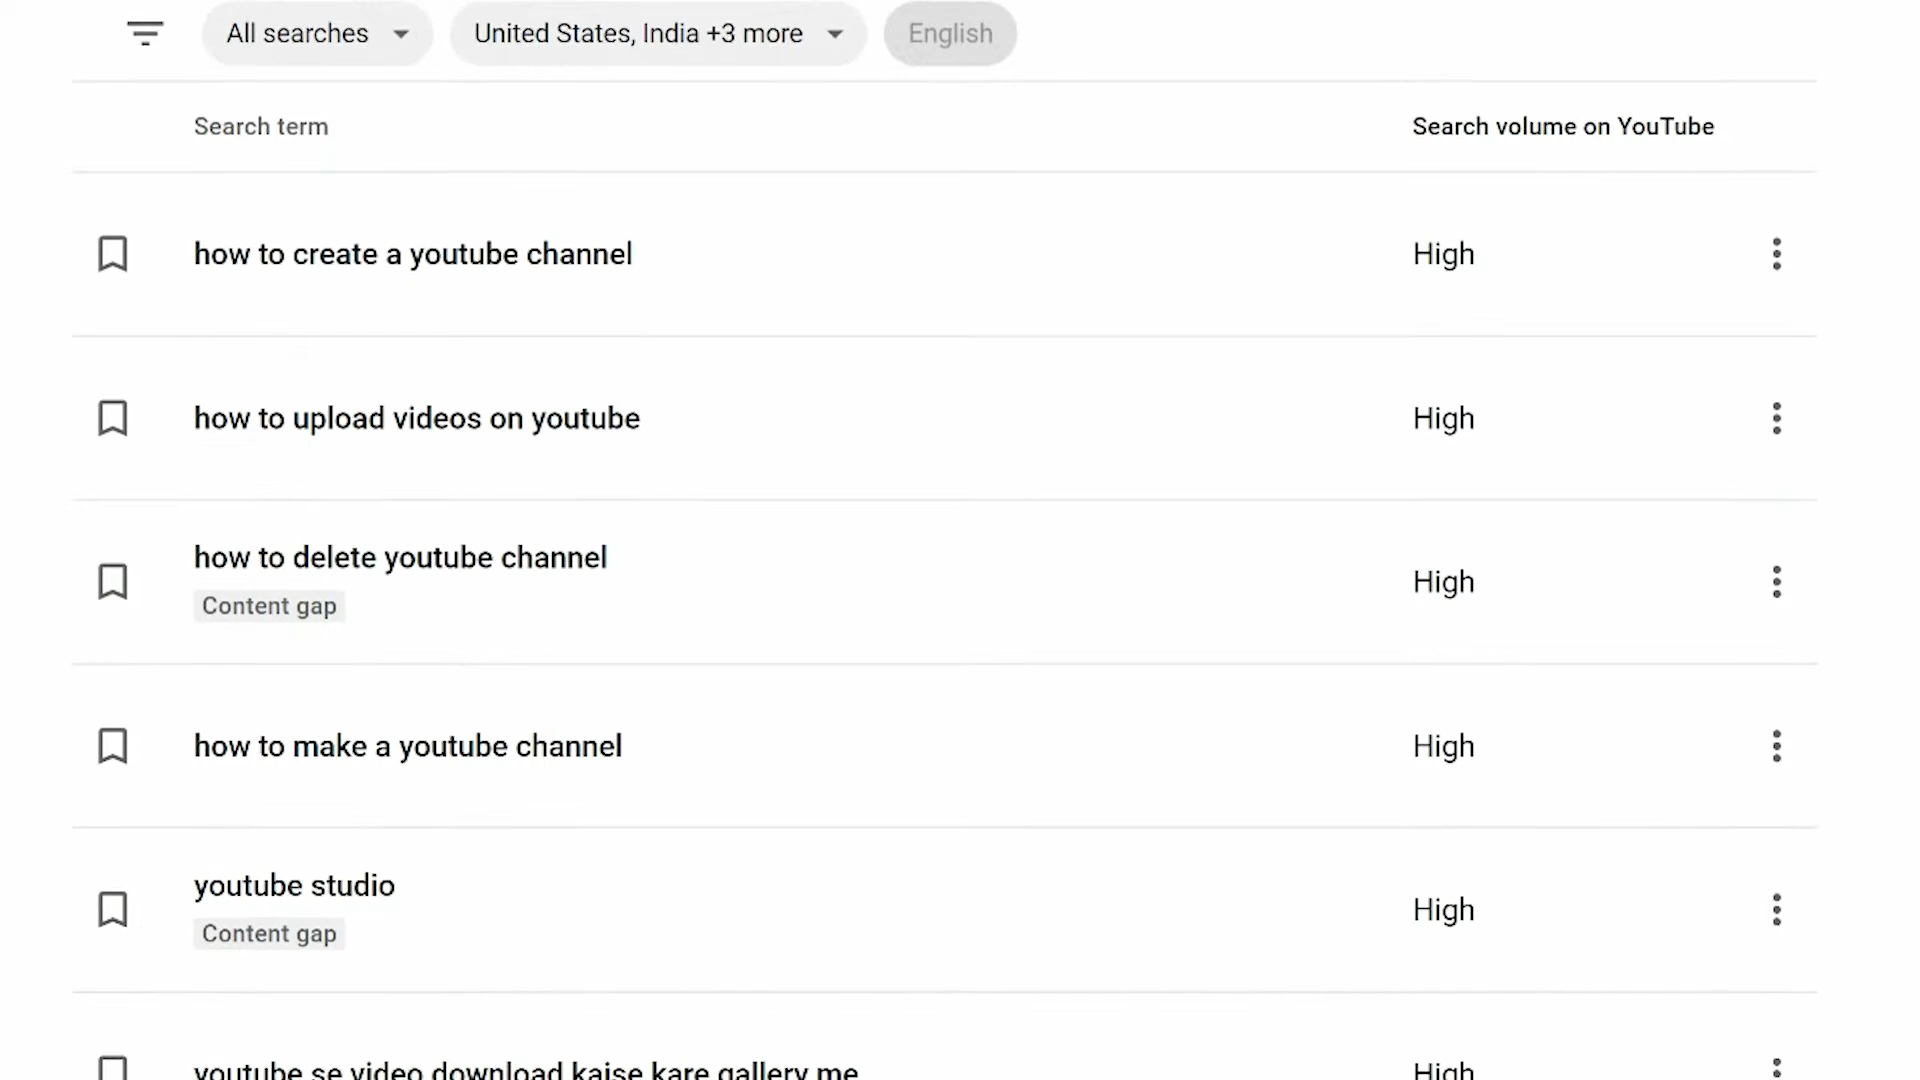 All searches United States, India +3 more English
Search term Search volume on YouTube
how to create a youtube channel High
how to upload videos on youtube High
how to delete youtube channel
Content gap High
how to make a youtube channel High
youtube studio
Content gap High
youtube se video download kaise kare gallery me High